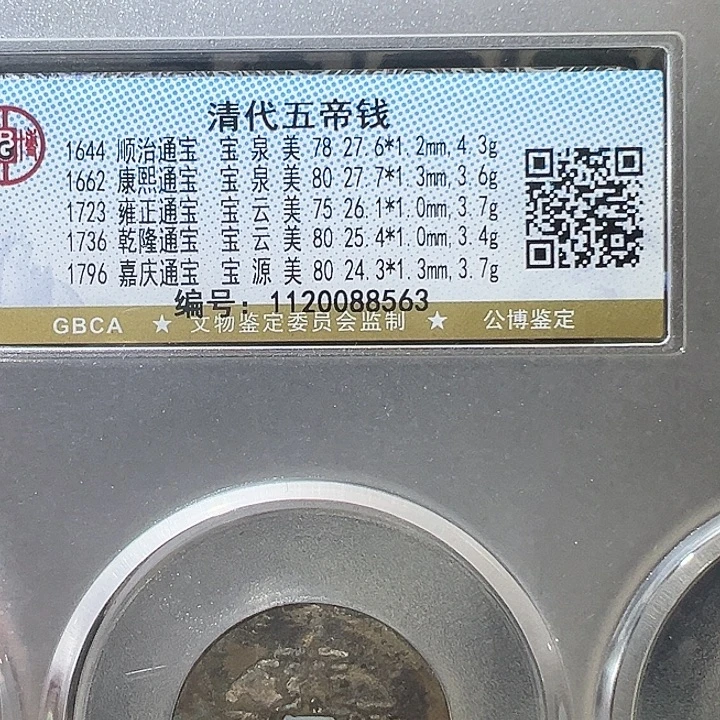 清代五帝钱
1644 顺治通宝 宝 泉 美 78 27.6*1.2mm,4.3g
1662 康熙通宝 宝 泉 美 80 27.7*1.3mm,3.6g
1723 雍正通宝 宝 云 美 75 26.1*1.0mm,3.7g
1736 乾隆通宝 宝 云 美 80 25.4*1.0mm,3.4g
1796 嘉庆通宝 宝 源 美 80 24.3*1.3mm,3.7g
编号: 1120088563
GBCA ★ 文物鉴定委员会监制 ★ 公博鉴定